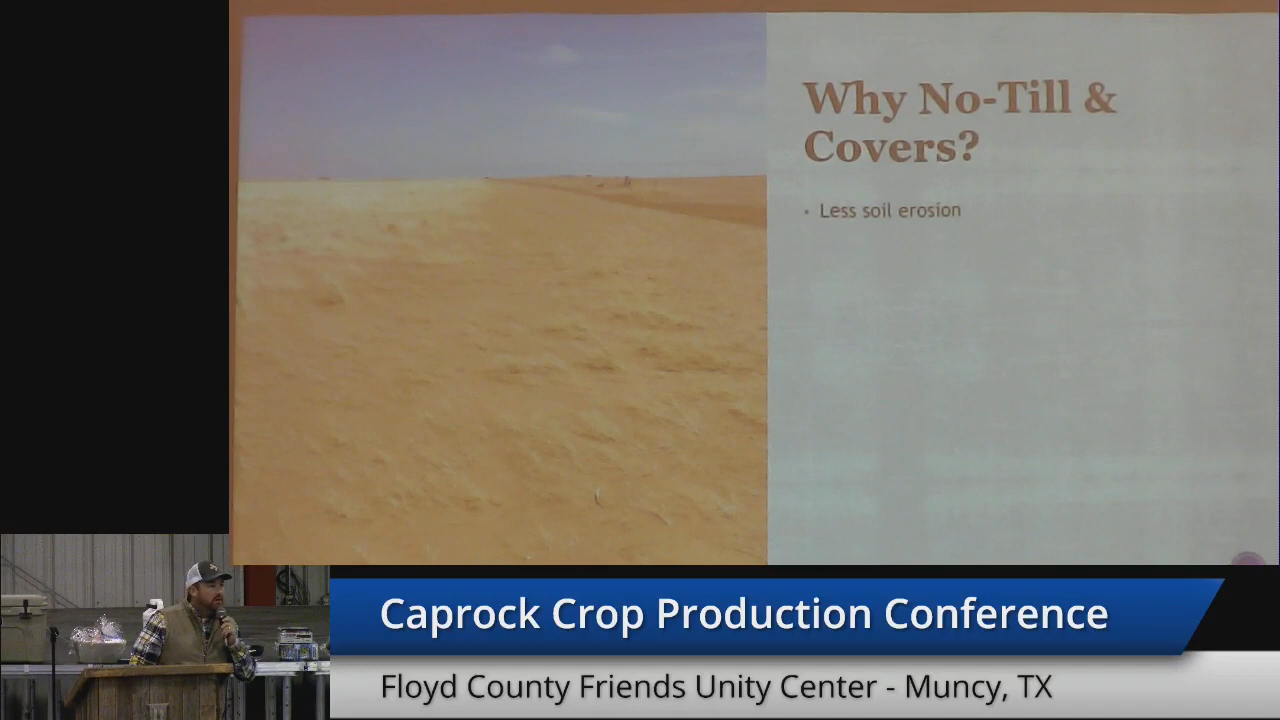 Why No-Till &
Covers?
• Less soil erosion
Caprock Crop Production Conference
Floyd County Friends Unity Center - Muncy, TX